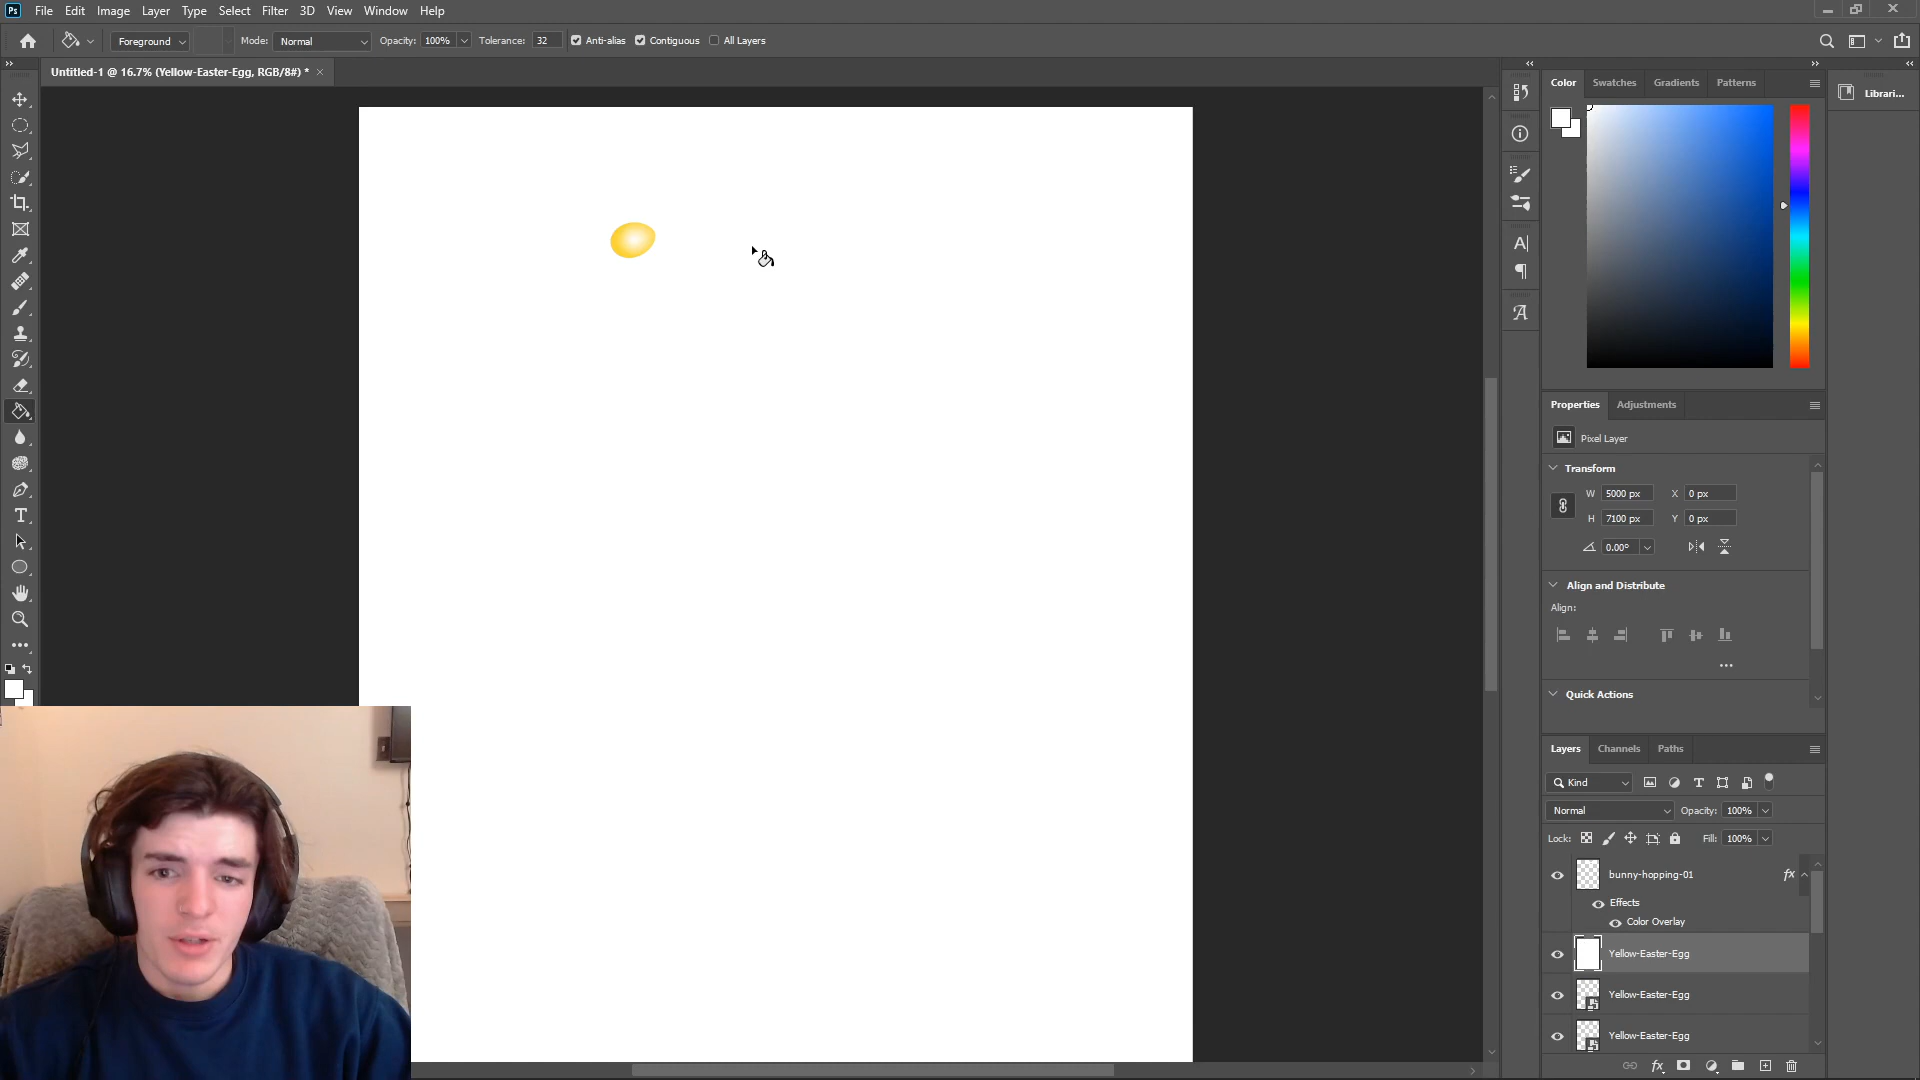 Ps File Edit Image Layer Type Select Filter 3D View Window Help
Foreground Mode: Normal Opacity: 100% Tolerance: 32 Anti-alias Contiguous All Layers
Untitled-1 @ 16.7% (Yellow-Easter-Egg, RGB/8#) * ×
Color Swatches Gradients Patterns
Librari...
Properties Adjustments
Pixel Layer
Transform
W 5000 px X 0 px
H 7100 px Y 0 px
0.00°
Align and Distribute
Align:
Quick Actions
Layers Channels Paths
Kind
Normal Opacity: 100%
Lock: Fill: 100%
bunny-hopping-01 fx
Effects
Color Overlay
Yellow-Easter-Egg
Yellow-Easter-Egg
Yellow-Easter-Egg
fx